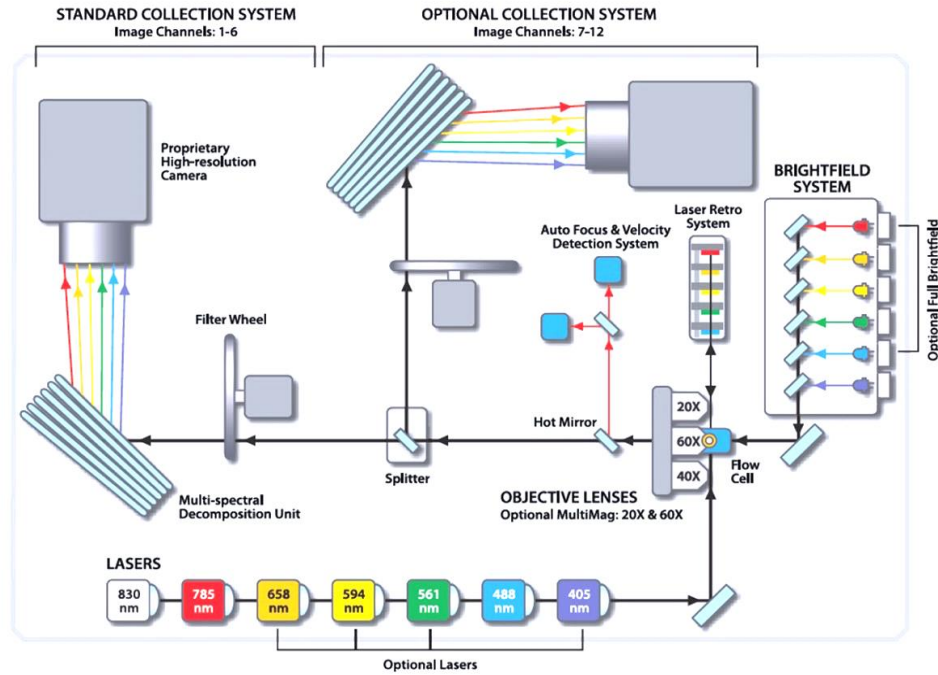 STANDARD COLLECTION SYSTEM
Image Channels: 1-6
OPTIONAL COLLECTION SYSTEM
Image Channels: 7-12
Proprietary
High-resolution
Camera
BRIGHTFIELD
SYSTEM
Laser Retro
System
Auto Focus & Velocity
Detection System
Optional Full Brightfield
Filter Wheel
20X
60X
40X
Hot Mirror
Flow
Cell
Splitter
OBJECTIVE LENSES
Optional MultiMag: 20X & 60X
Multi-spectral
Decomposition Unit
LASERS
830
nm
785
nm
658
nm
594
nm
561
nm
488
nm
405
nm
Optional Lasers